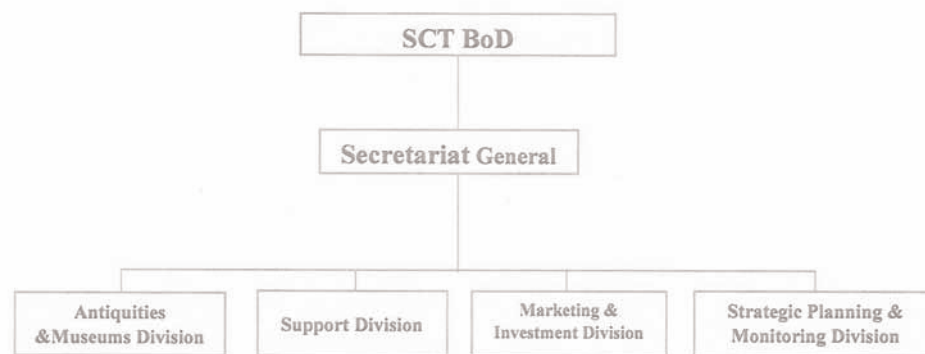 SCT BoD
Secretariat General
Antiquities
&Museums Division
Support Division
Marketing &
Investment Division
Strategic Planning &
Monitoring Division